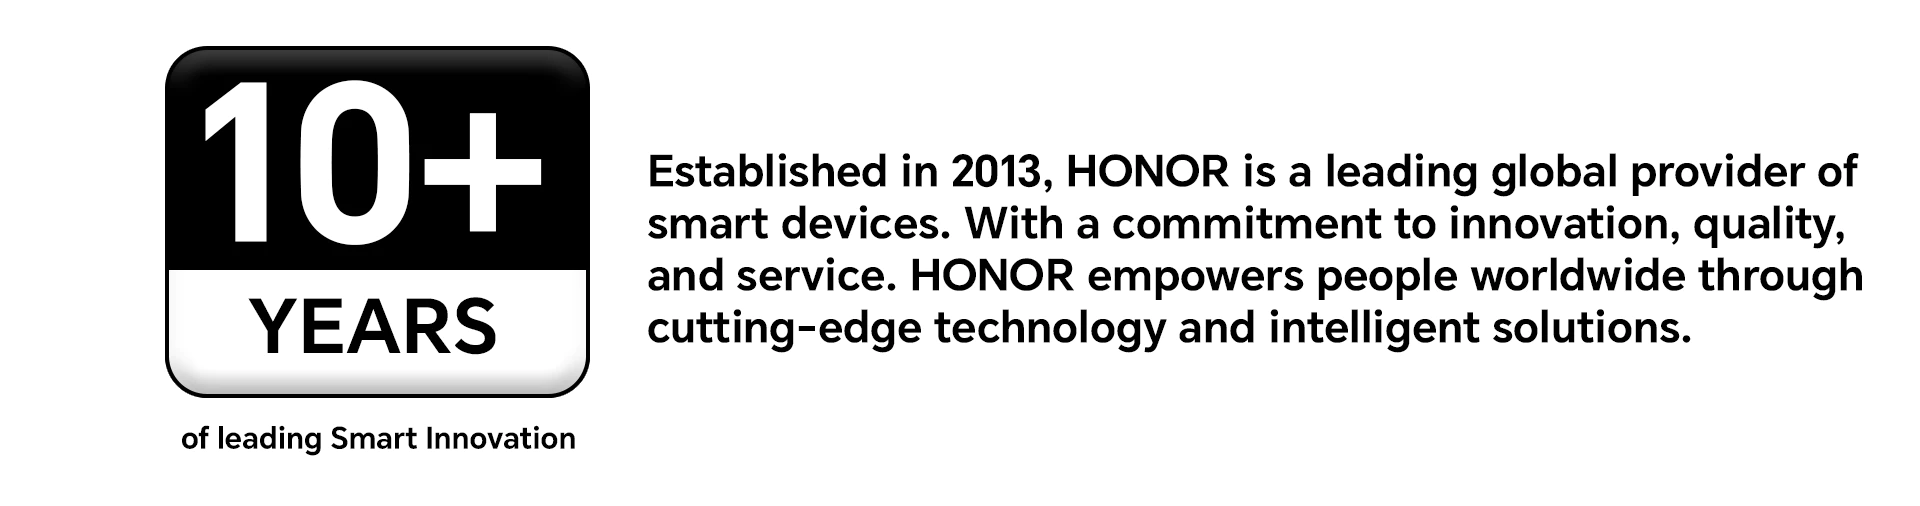 10+
YEARS
of leading Smart Innovation
Established in 2013, HONOR is a leading global provider of
smart devices. With a commitment to innovation, quality,
and service. HONOR empowers people worldwide through
cutting-edge technology and intelligent solutions.